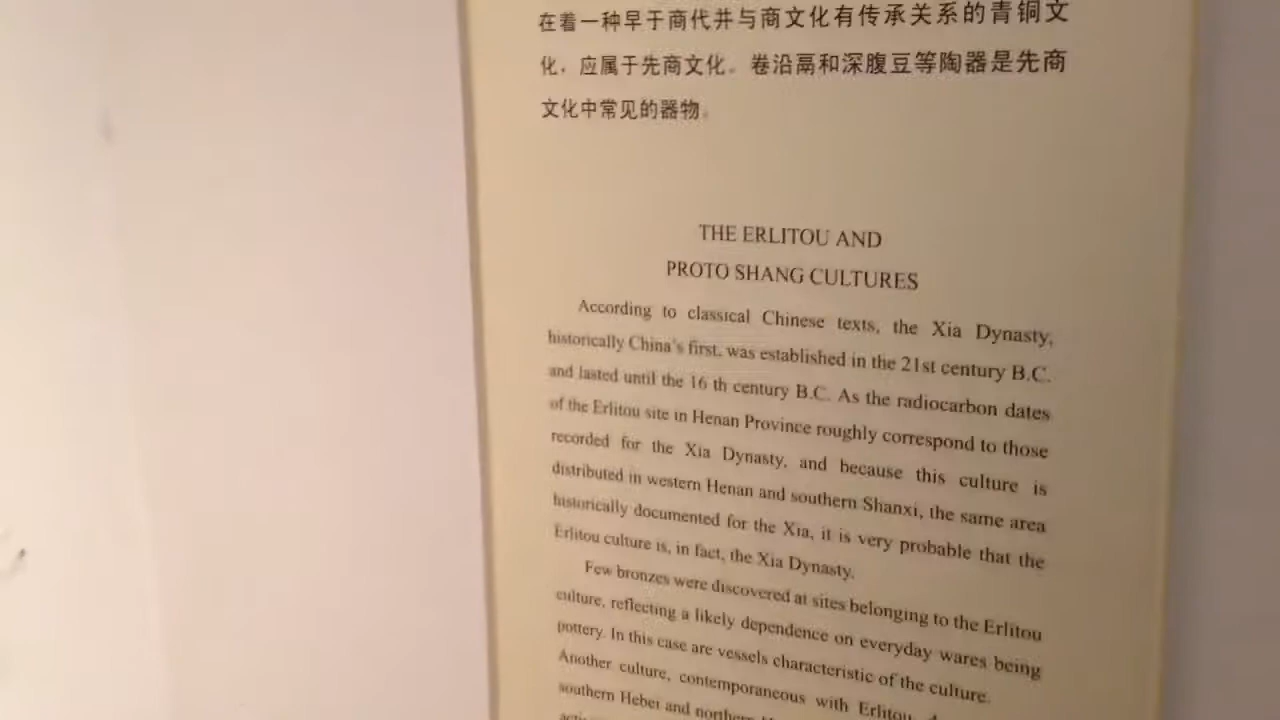 在着一种早于商代并与商文化有传承关系的青铜文
化，应属于先商文化。卷沿鬲和深腹豆等陶器是先商
文化中常见的器物。
THE ERLITOU AND
PROTO SHANG CULTURES
According to classical Chinese texts, the Xia Dynasty,
historically China's first, was established in the 21st century B.C.
and lasted until the 16 th century B.C. As the radiocarbon dates
of the Erlitou site in Henan Province roughly correspond to those
recorded for the Xia Dynasty, and because this culture is
distributed in western Henan and southern Shanxi, the same area
historically documented for the Xia, it is very probable that the
Erlitou culture is, in fact, the Xia Dynasty.
Few bronzes were discovered at sites belonging to the Erlitou
culture, reflecting a likely dependence on everyday wares being
pottery. In this case are vessels characteristic of the culture.
Another culture, contemporaneous with Erlitou,
southern Hebei and northern